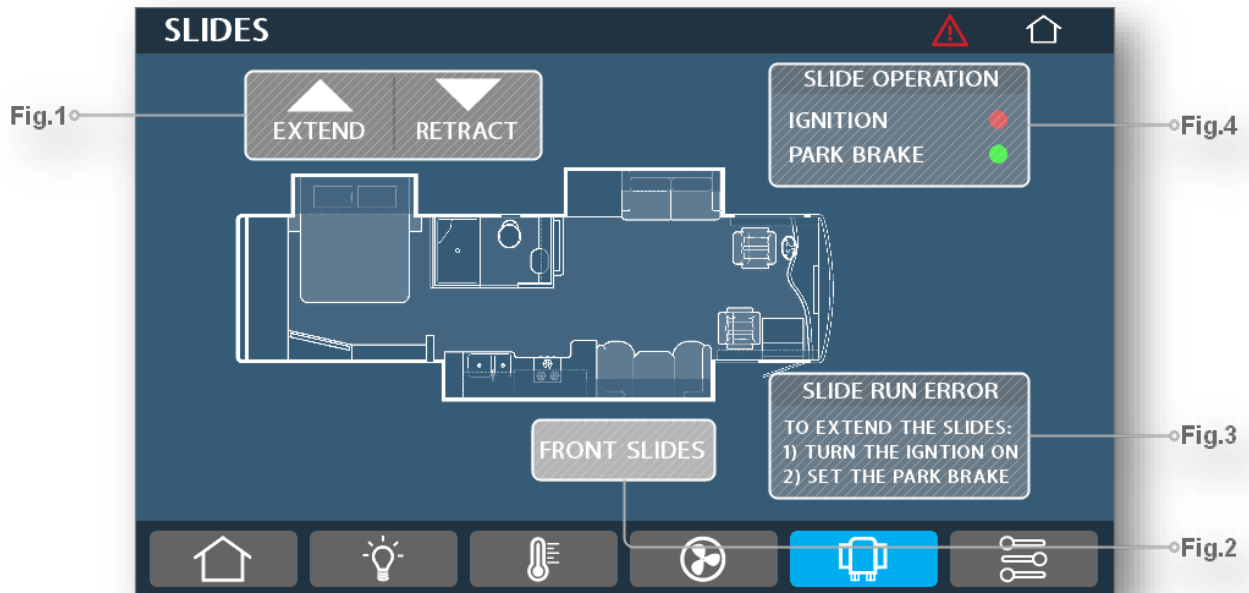 SLIDES
Fig.1
EXTEND
RETRACT
SLIDE OPERATION
IGNITION
PARK BRAKE
Fig.4
SLIDE RUN ERROR
TO EXTEND THE SLIDES:
1) TURN THE IGNTION ON
2) SET THE PARK BRAKE
Fig.3
FRONT SLIDES
Fig.2